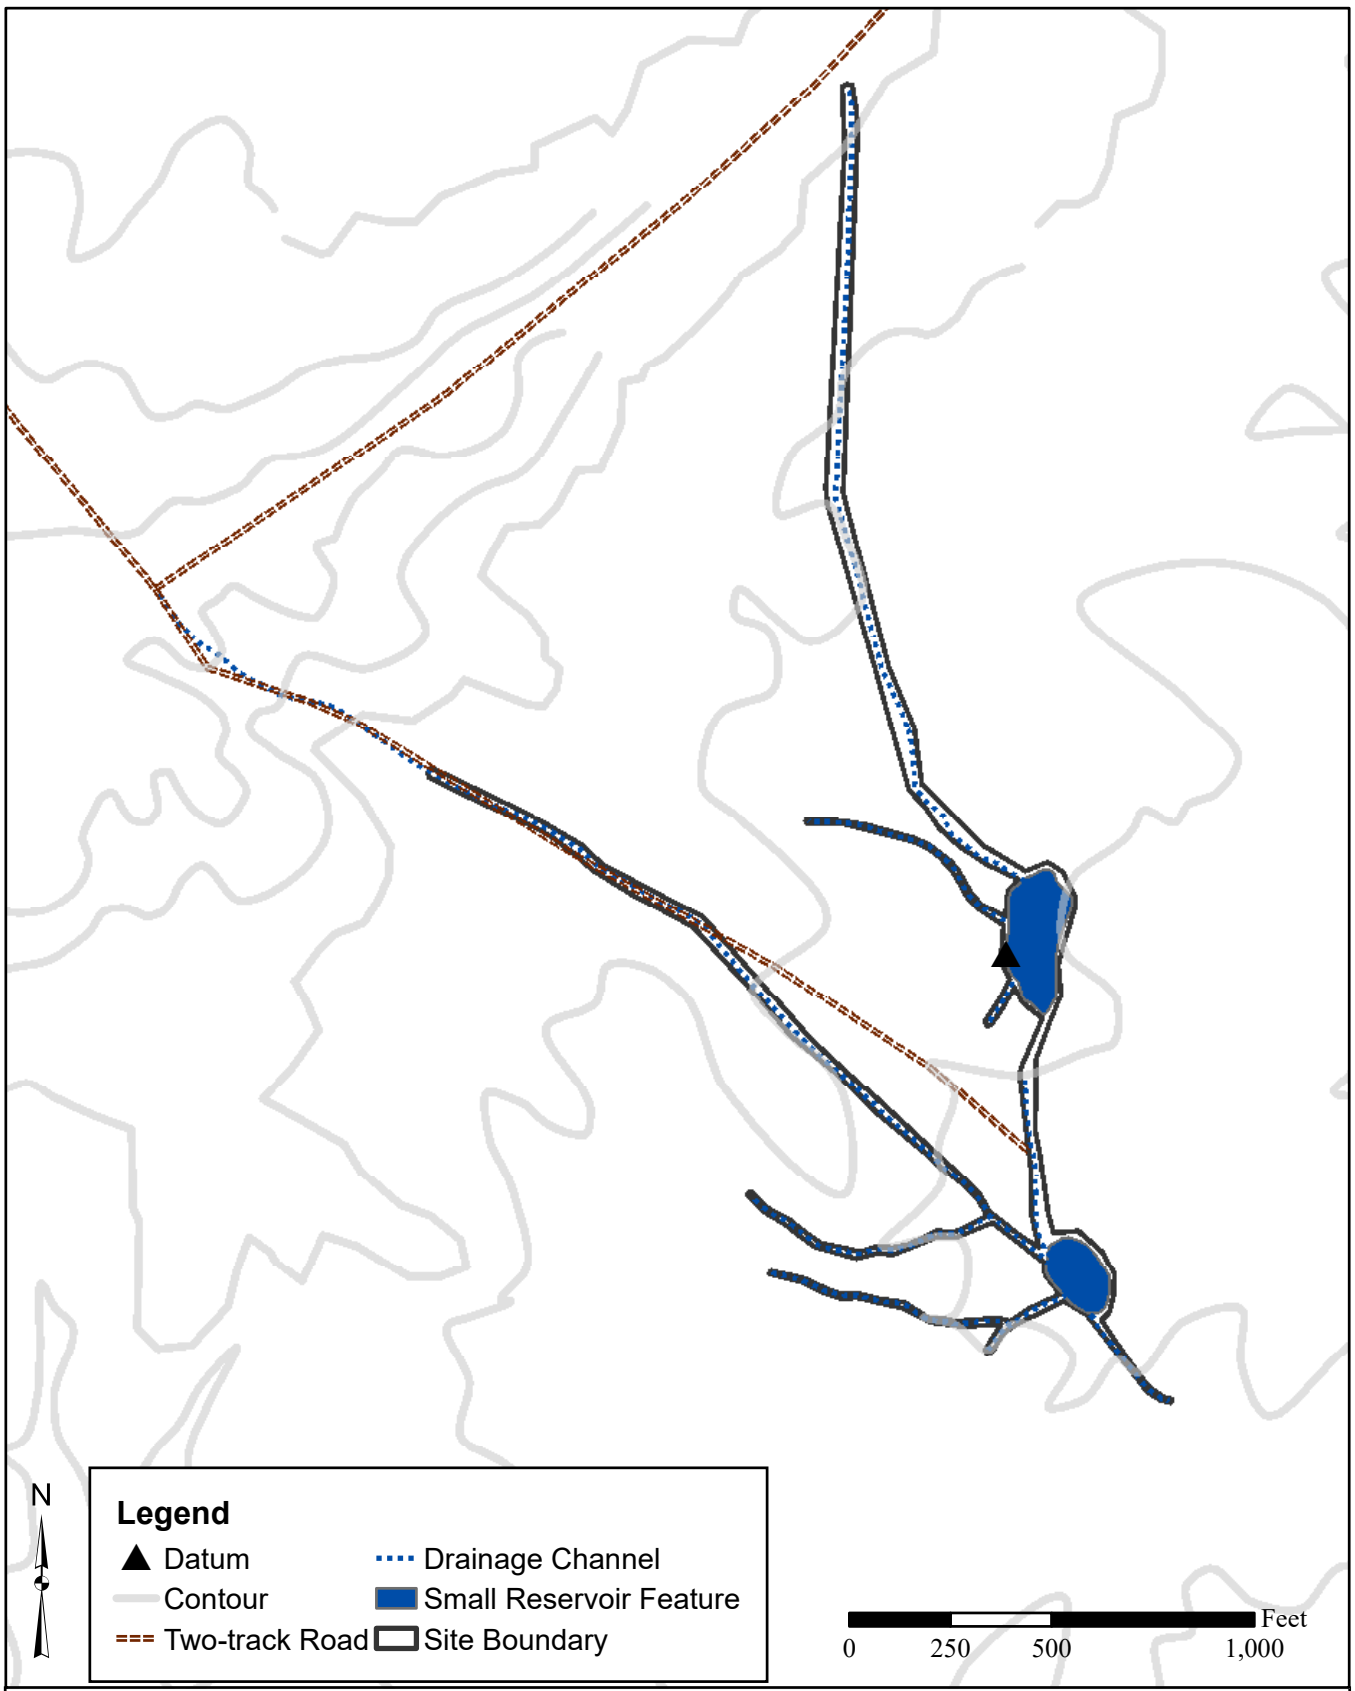 N
Legend
Datum
Drainage Channel
Contour
Small Reservoir Feature
Two-track Road
Site Boundary
Feet
0 250 500 1,000